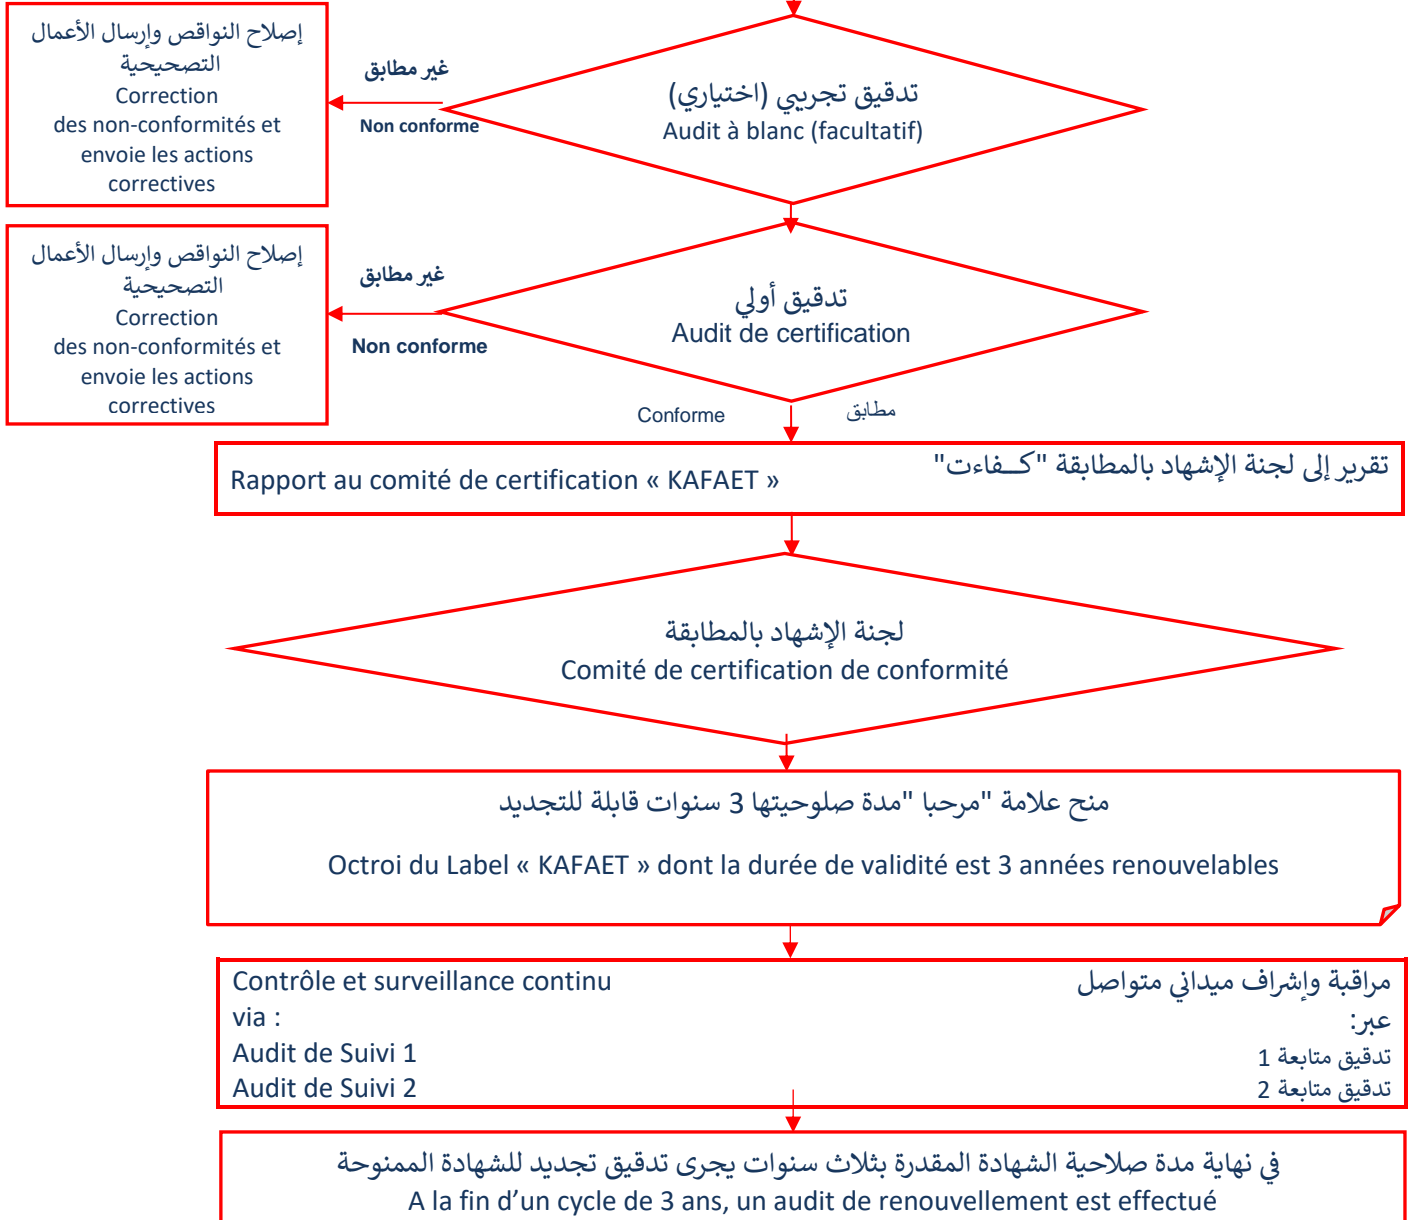 إصلاح النواقص وإرسال الأعمال
التصحيحية
Correction
des non-conformités et
envoie les actions
correctives
غير مطابق
Non conforme
تدقيق تجريبي (اختياري)
Audit à blanc (facultatif)
إصلاح النواقص وإرسال الأعمال
التصحيحية
Correction
des non-conformités et
envoie les actions
correctives
غير مطابق
Non conforme
تدقيق أولي
Audit de certification
Conforme
مطابق
تقرير إلى لجنة الإشهاد بالمطابقة "كـــفاءت"
Rapport au comité de certification « KAFAET »
لجنة الإشهاد بالمطابقة
Comité de certification de conformité
منح علامة "مرحبا "مدة صلوحيتها 3 سنوات قابلة للتجديد
Octroi du Label « KAFAET » dont la durée de validité est 3 années renouvelables
Contrôle et surveillance continu
via :
Audit de Suivi 1
Audit de Suivi 2
مراقبة وإشراف ميداني متواصل
عبر:
تدقيق متابعة 1
تدقيق متابعة 2
في نهاية مدة صلاحية الشهادة المقدرة بثلاث سنوات يجرى تدقيق تجديد للشهادة الممنوحة
A la fin d’un cycle de 3 ans, un audit de renouvellement est effectué